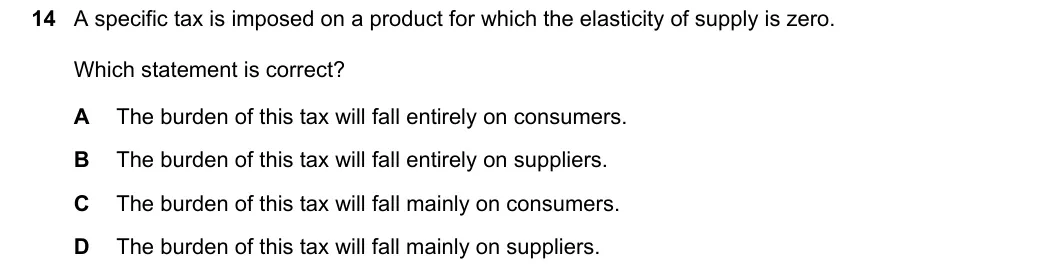 14 A specific tax is imposed on a product for which the elasticity of supply is zero.
Which statement is correct?
A The burden of this tax will fall entirely on consumers.
B The burden of this tax will fall entirely on suppliers.
C The burden of this tax will fall mainly on consumers.
D The burden of this tax will fall mainly on suppliers.